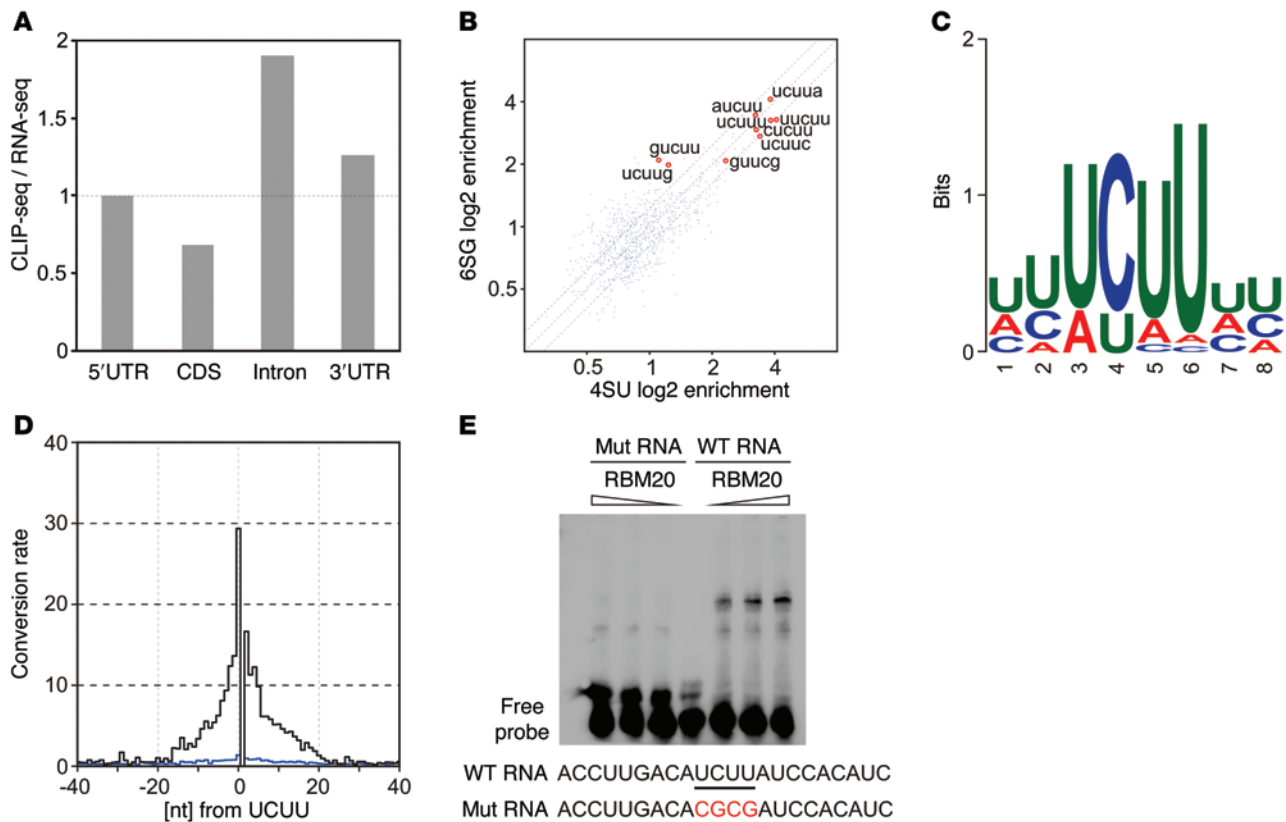 A
CLIP-seq / RNA-seq
2
1.5
1
0.5
0
5′UTR CDS Intron 3′UTR
B
6SG log2 enrichment
4
2
1
0.5
ucuua
aucuu
ucuuu uucuu
cucuu
ucuuc
gucuu
ucuug
guucg
0.5 1 2 4
4SU log2 enrichment
C
Bits
2
1
0
U U U C U U U U
A C A U A A A C
C A C C C A
1 2 3 4 5 6 7 8
D
Conversion rate
40
30
20
10
0
-40 -20 0 20 40
[nt] from UCUU
E
Mut RNA WT RNA
RBM20 RBM20
Free
probe
WT RNA ACCUUGACAUCUUAUCCACAUC
Mut RNA ACCUUGACACGCGAUCCACAUC